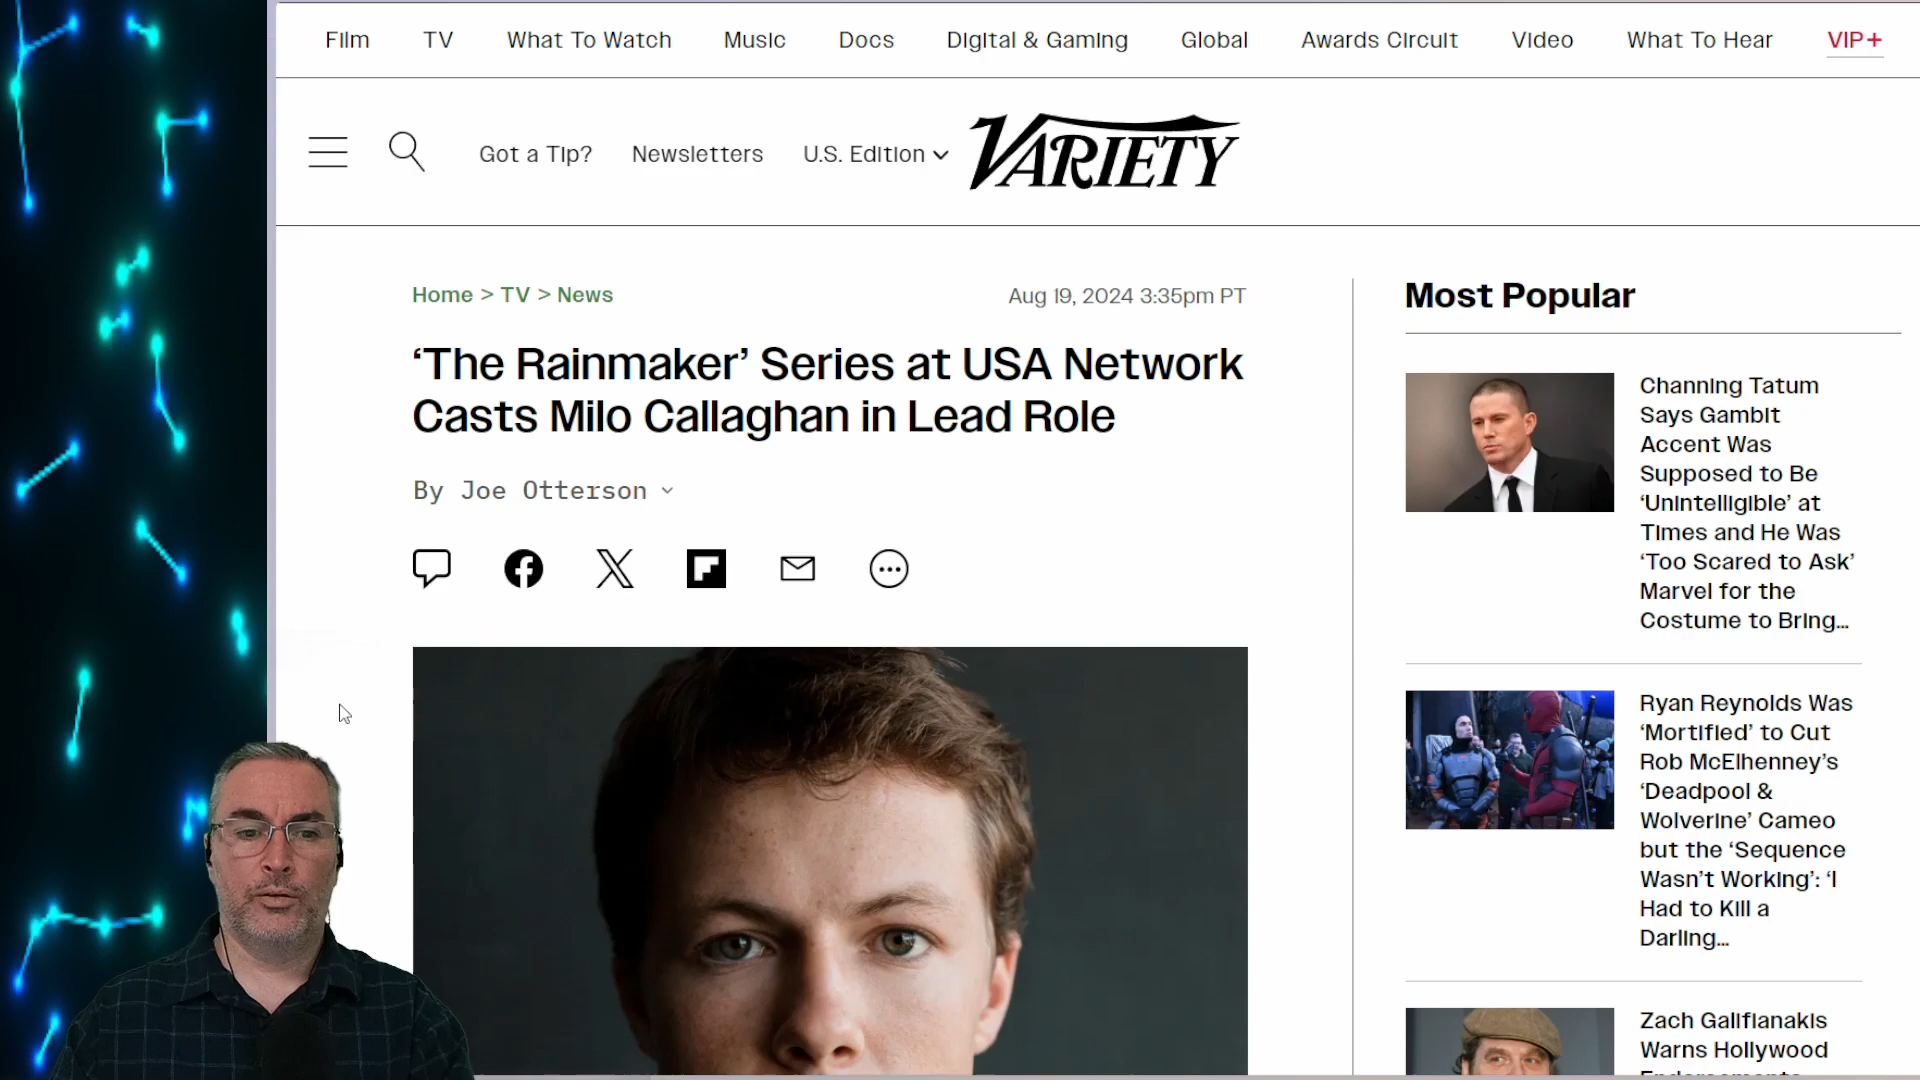 Film TV What To Watch Music Docs Digital & Gaming Global Awards Circuit Video What To Hear VIP+
Got a Tip? Newsletters U.S. Edition VARIETY
Home > TV > News
Aug 19, 2024 3:35pm PT
‘The Rainmaker’ Series at USA Network
Casts Milo Callaghan in Lead Role
By Joe Otterson
Most Popular
Channing Tatum
Says Gambit
Accent Was
Supposed to Be
‘Unintelligible’ at
Times and He Was
‘Too Scared to Ask’
Marvel for the
Costume to Bring...
Ryan Reynolds Was
‘Mortified’ to Cut
Rob McElhenney’s
‘Deadpool &
Wolverine’ Cameo
but the ‘Sequence
Wasn’t Working’: ‘I
Had to Kill a
Darling...
Zach Galifianakis
Warns Hollywood